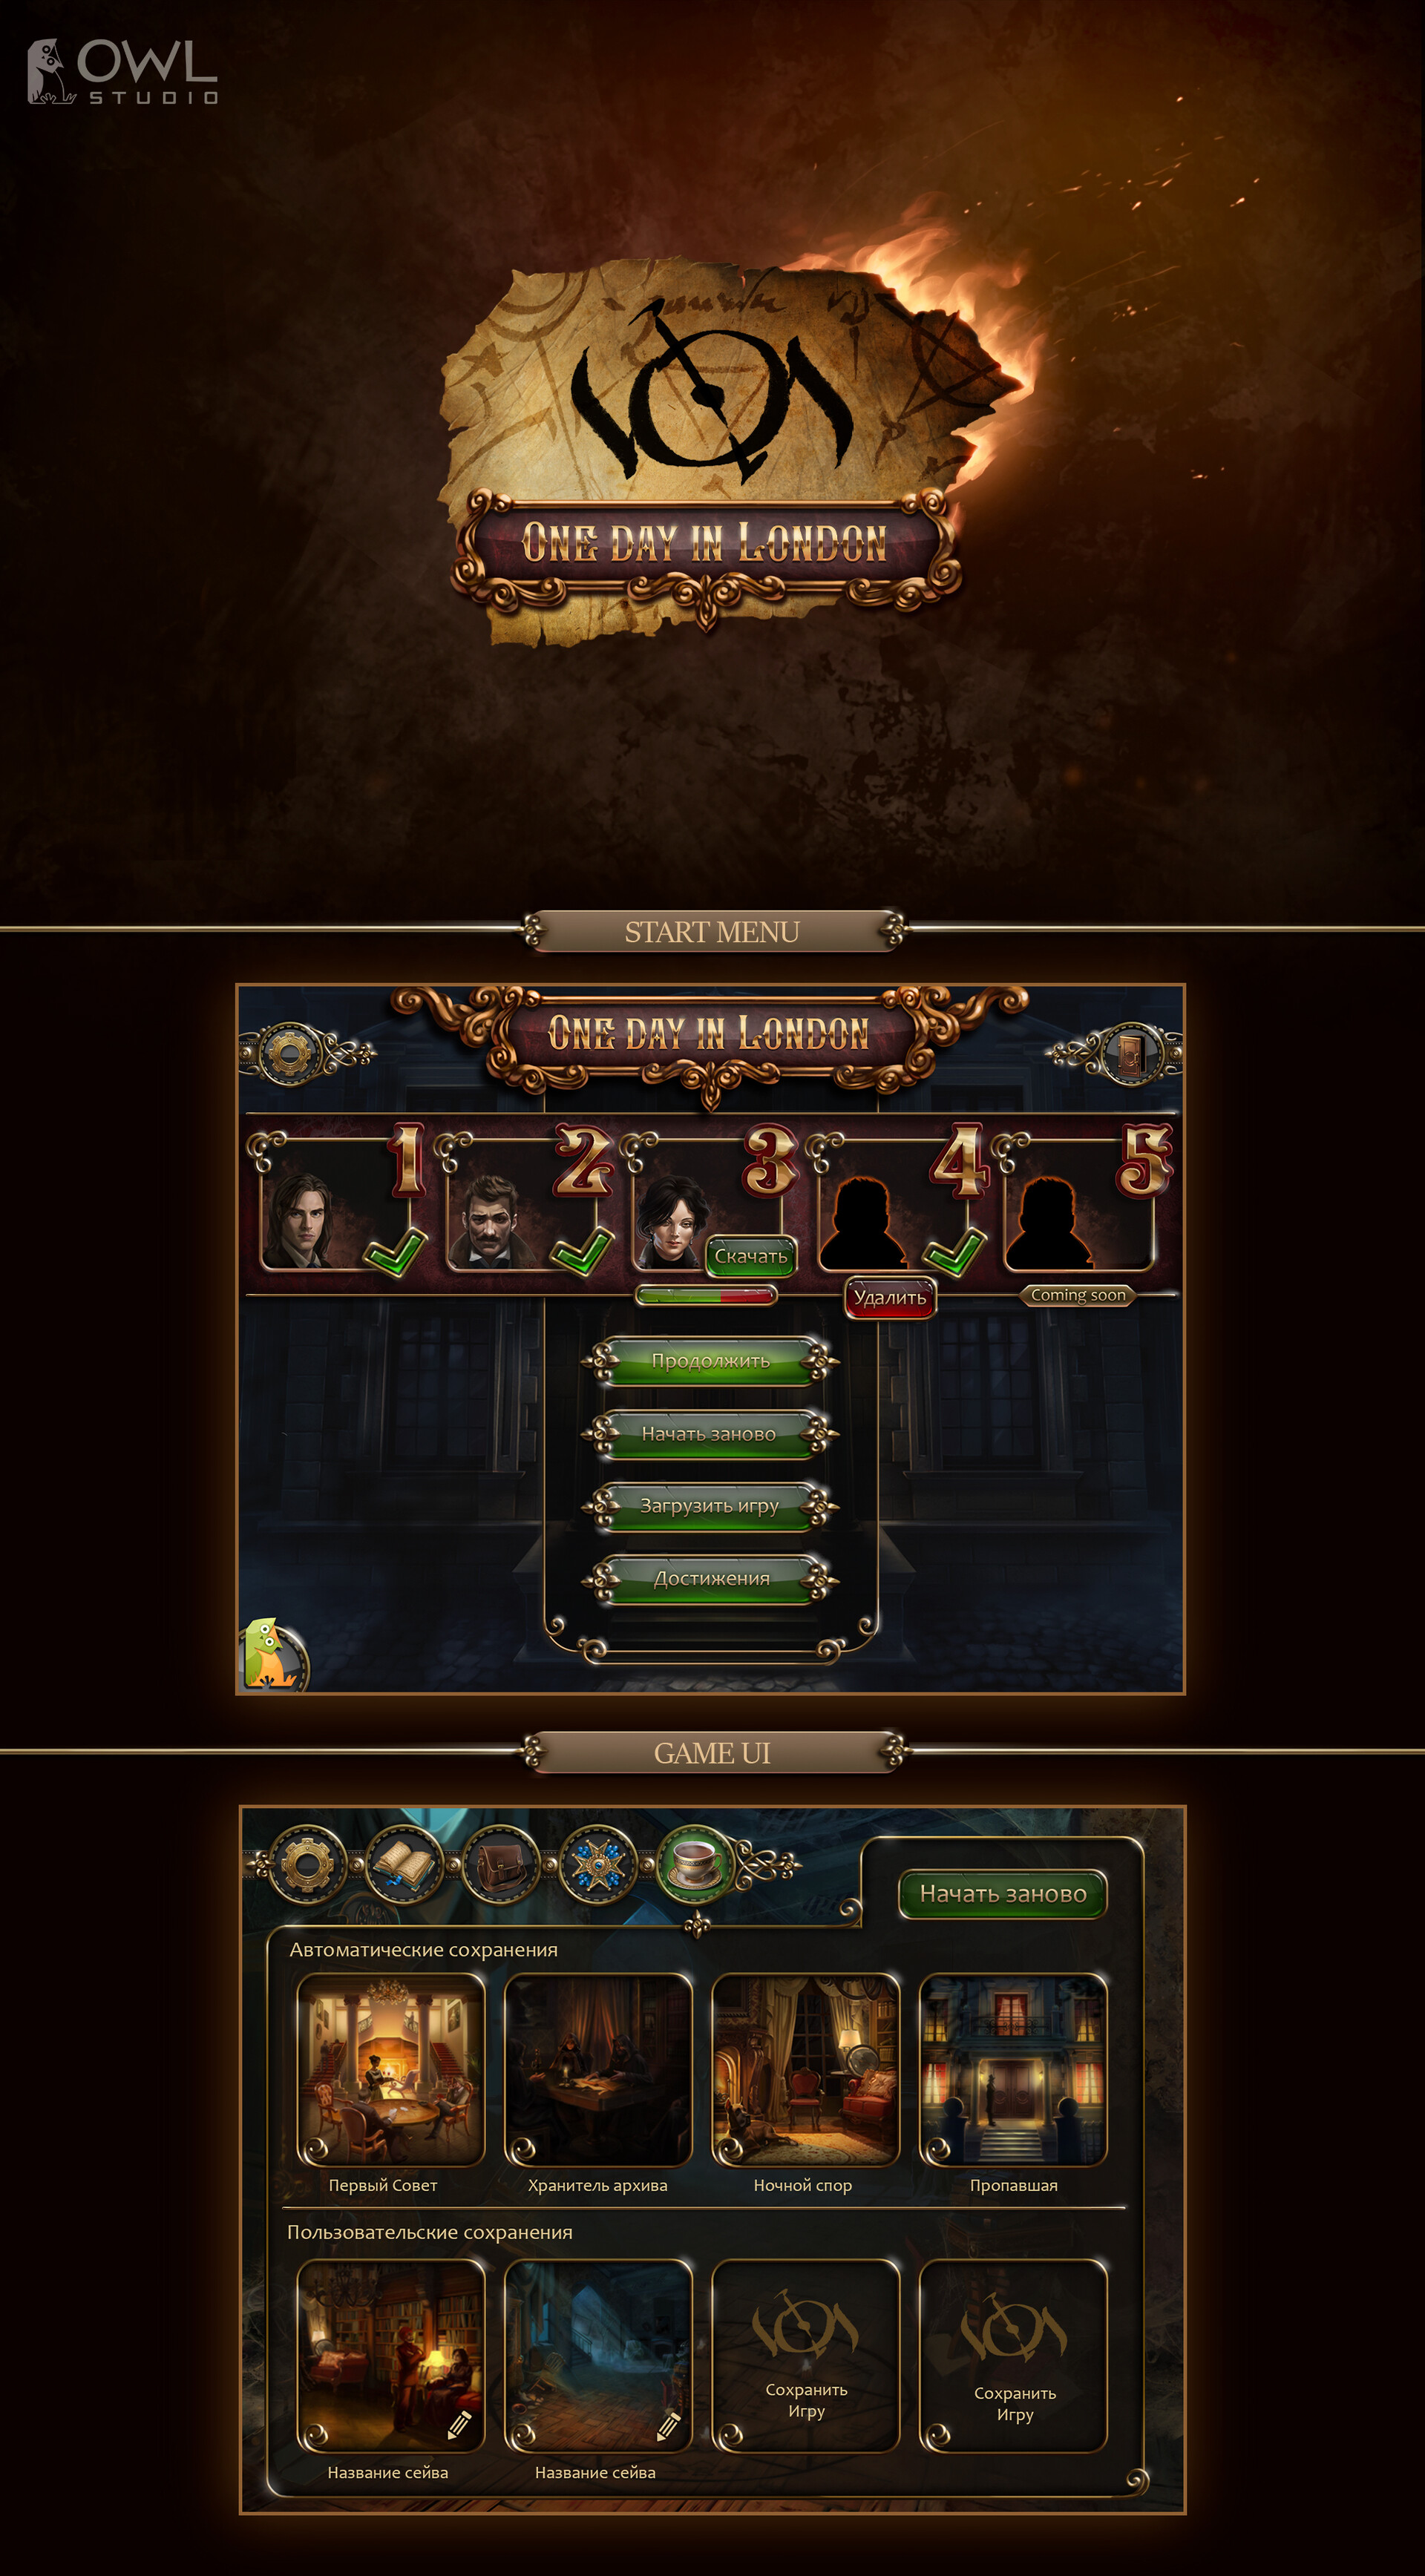 OWL
STUDIO
One day in London
START MENU
One day in London
1
2
3
4
5
Скачать
Удалить
Coming soon
Продолжить
Начать заново
Загрузить игру
Достижения
GAME UI
Начать заново
Автоматические сохранения
Первый Совет
Хранитель архива
Ночной спор
Пропавшая
Пользовательские сохранения
Сохранить
Игру
Сохранить
Игру
Название сейва
Название сейва